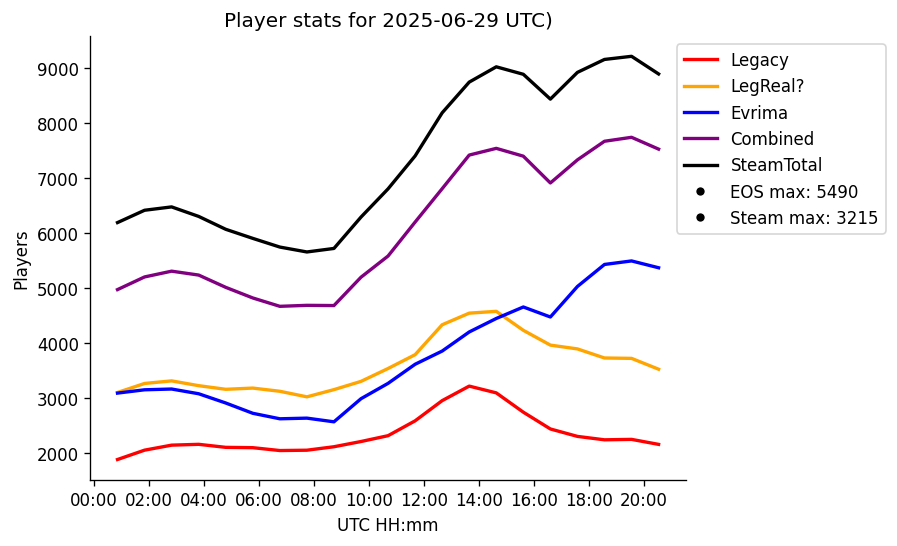 Player stats for 2025-06-29 UTC)
Legacy
LegReal?
Evrima
Combined
SteamTotal
EOS max: 5490
Steam max: 3215
9000
8000
7000
6000
5000
4000
3000
2000
Players
00:00 02:00 04:00 06:00 08:00 10:00 12:00 14:00 16:00 18:00 20:00
UTC HH:mm